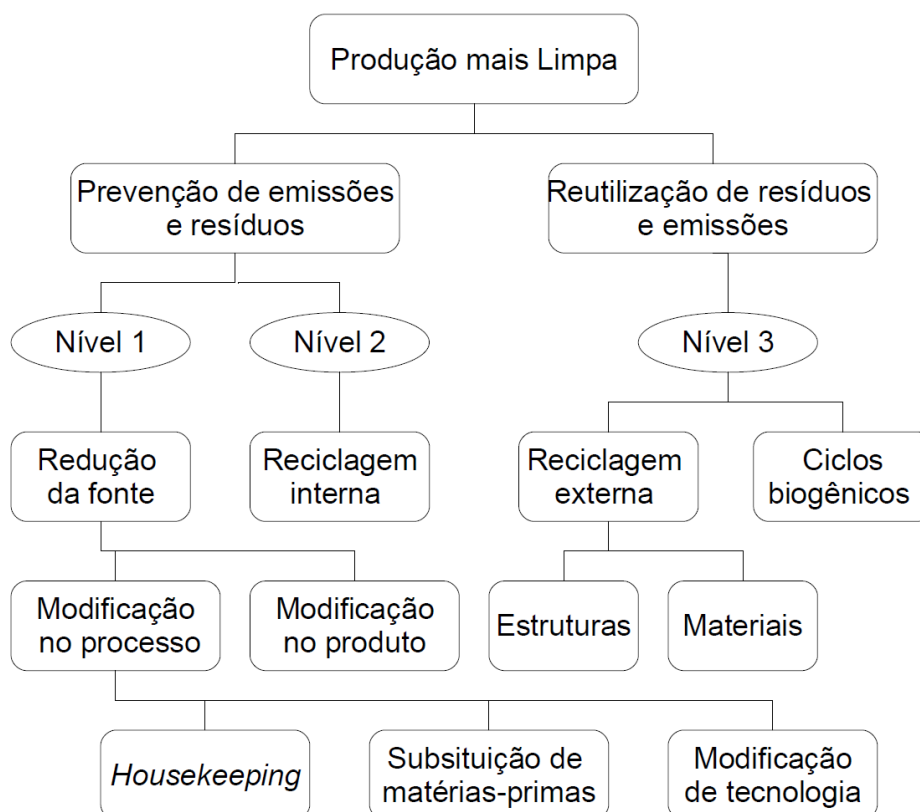 Produção mais Limpa
Prevenção de emissões
e resíduos
Reutilização de resíduos
e emissões
Nível 1
Nível 2
Nível 3
Redução
da fonte
Reciclagem
interna
Reciclagem
externa
Ciclos
biogênicos
Modificação
no processo
Modificação
no produto
Estruturas
Materiais
Housekeeping
Subsituição de
matérias-primas
Modificação
de tecnologia